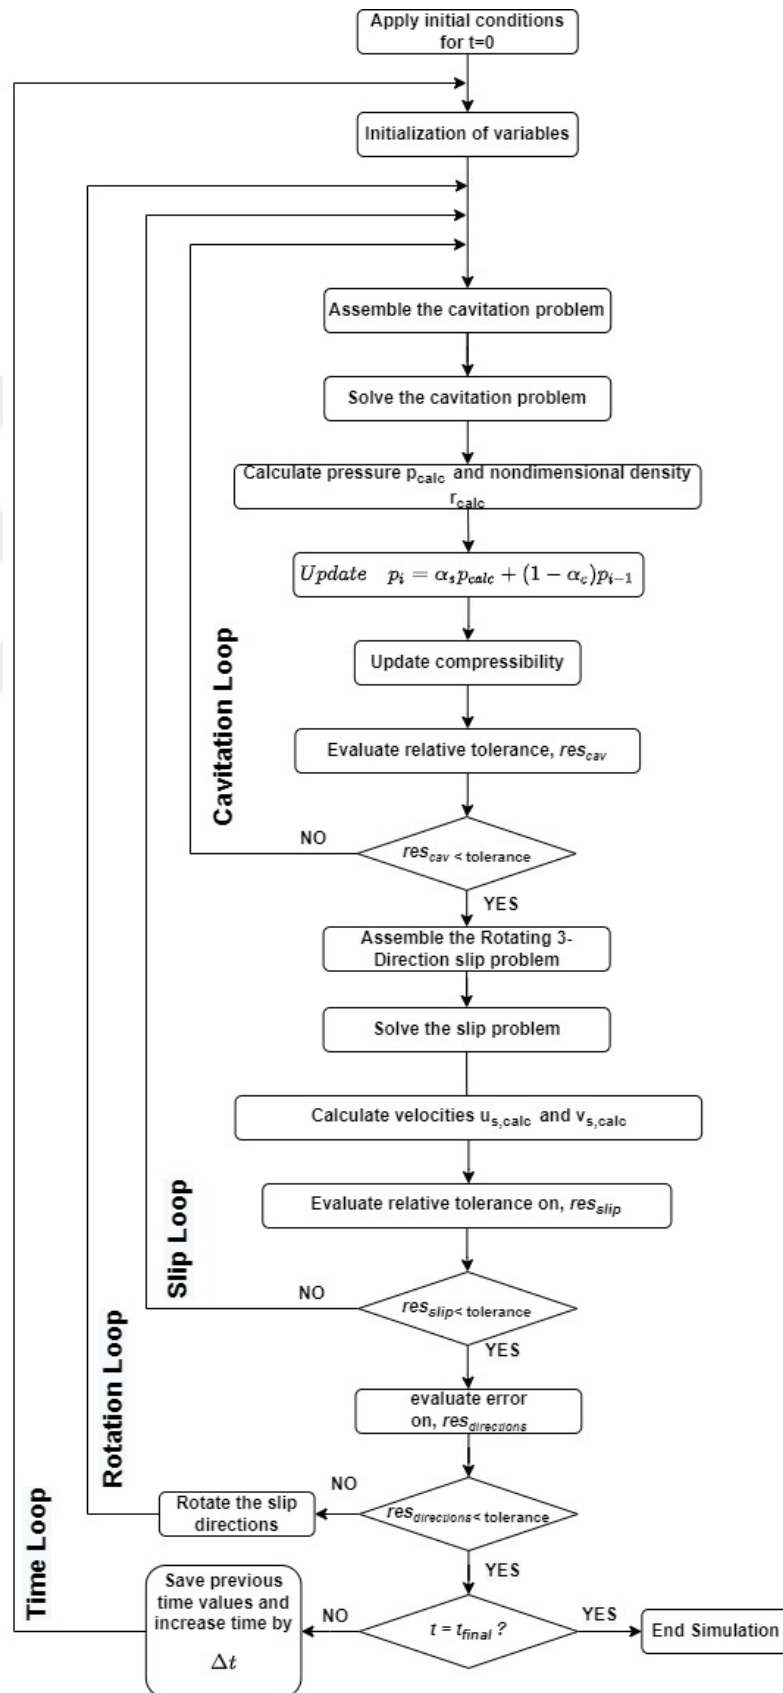 Apply initial conditions
for t=0
Initialization of variables
Assemble the cavitation problem
Solve the cavitation problem
Calculate pressure p_calc and nondimensional density
r_calc
Update p_i = α_s p_calc + (1 − α_c)p_{i−1}
Update compressibility
Evaluate relative tolerance, res_cav
Cavitation Loop
NO
res_cav < tolerance
YES
Assemble the Rotating 3-
Direction slip problem
Solve the slip problem
Calculate velocities u_s,calc and v_s,calc
Evaluate relative tolerance on, res_slip
Slip Loop
NO
res_slip < tolerance
YES
evaluate error
on, res_directions
Rotation Loop
NO
Rotate the slip
directions
res_directions < tolerance
YES
Time Loop
Save previous
time values and
increase time by
Δt
NO
t = t_final ?
YES
End Simulation